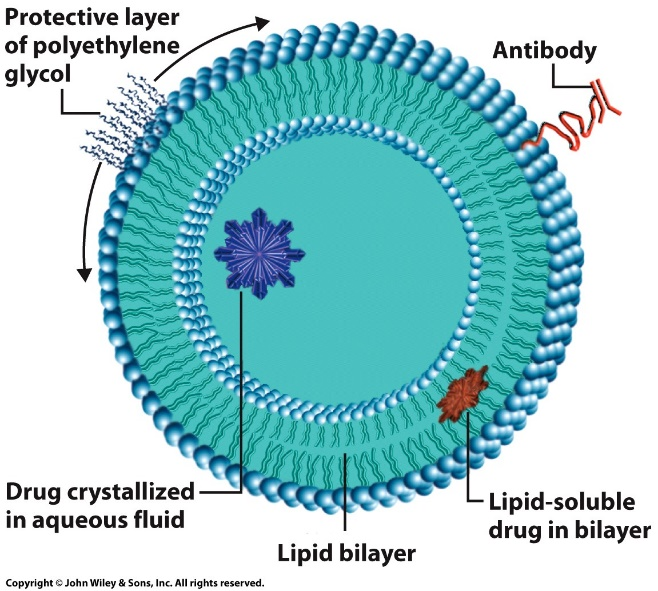 Protective layer
of polyethylene
glycol
Antibody
Drug crystallized
in aqueous fluid
Lipid-soluble
drug in bilayer
Lipid bilayer
Copyright © John Wiley & Sons, Inc. All rights reserved.